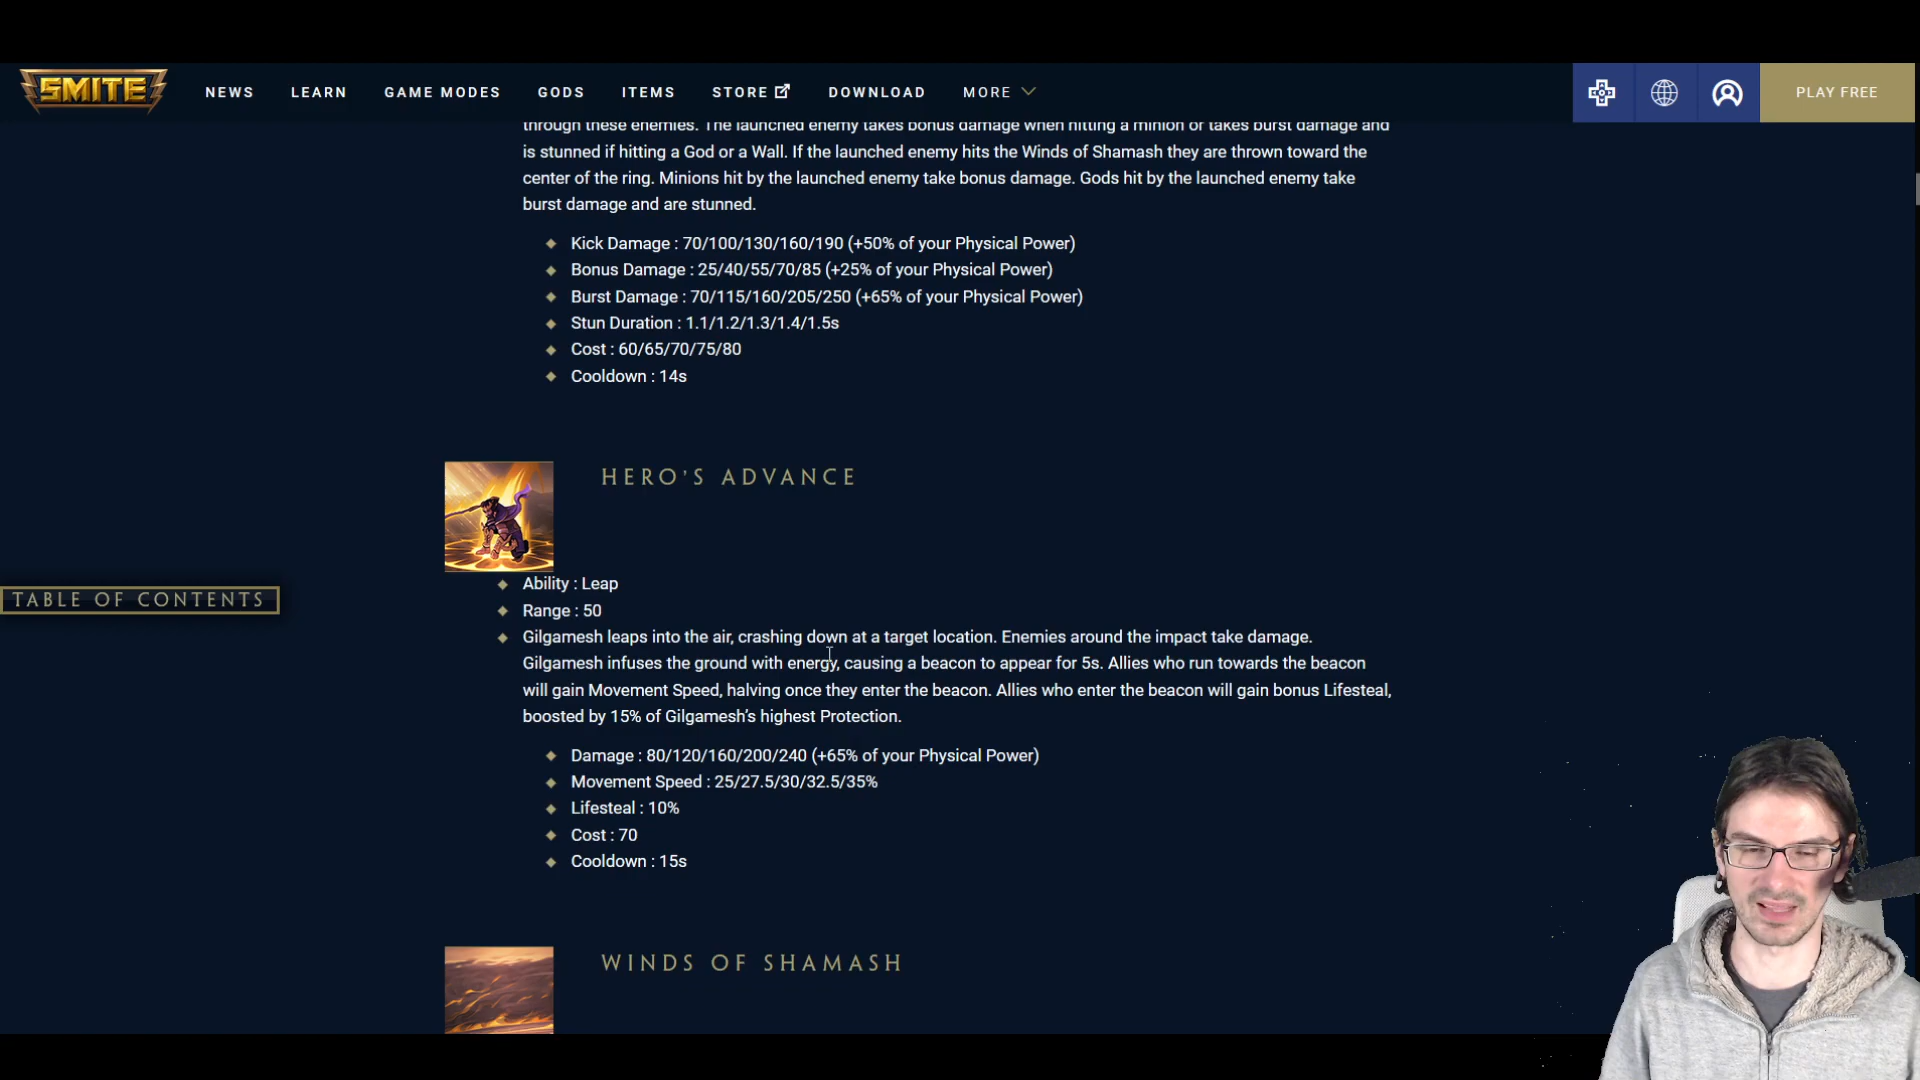 SMITE
NEWS LEARN GAME MODES GODS ITEMS STORE DOWNLOAD MORE PLAY FREE
through these enemies. The launched enemy takes bonus damage when hitting a minion or takes burst damage and
is stunned if hitting a God or a Wall. If the launched enemy hits the Winds of Shamash they are thrown toward the
center of the ring. Minions hit by the launched enemy take bonus damage. Gods hit by the launched enemy take
burst damage and are stunned.
Kick Damage : 70/100/130/160/190 (+50% of your Physical Power)
Bonus Damage : 25/40/55/70/85 (+25% of your Physical Power)
Burst Damage : 70/115/160/205/250 (+65% of your Physical Power)
Stun Duration : 1.1/1.2/1.3/1.4/1.5s
Cost : 60/65/70/75/80
Cooldown : 14s
HERO'S ADVANCE
Ability : Leap
TABLE OF CONTENTS
Range : 50
Gilgamesh leaps into the air, crashing down at a target location. Enemies around the impact take damage.
Gilgamesh infuses the ground with energy, causing a beacon to appear for 5s. Allies who run towards the beacon
will gain Movement Speed, halving once they enter the beacon. Allies who enter the beacon will gain bonus Lifesteal,
boosted by 15% of Gilgamesh's highest Protection.
Damage : 80/120/160/200/240 (+65% of your Physical Power)
Movement Speed : 25/27.5/30/32.5/35%
Lifesteal : 10%
Cost : 70
Cooldown : 15s
WINDS OF SHAMASH